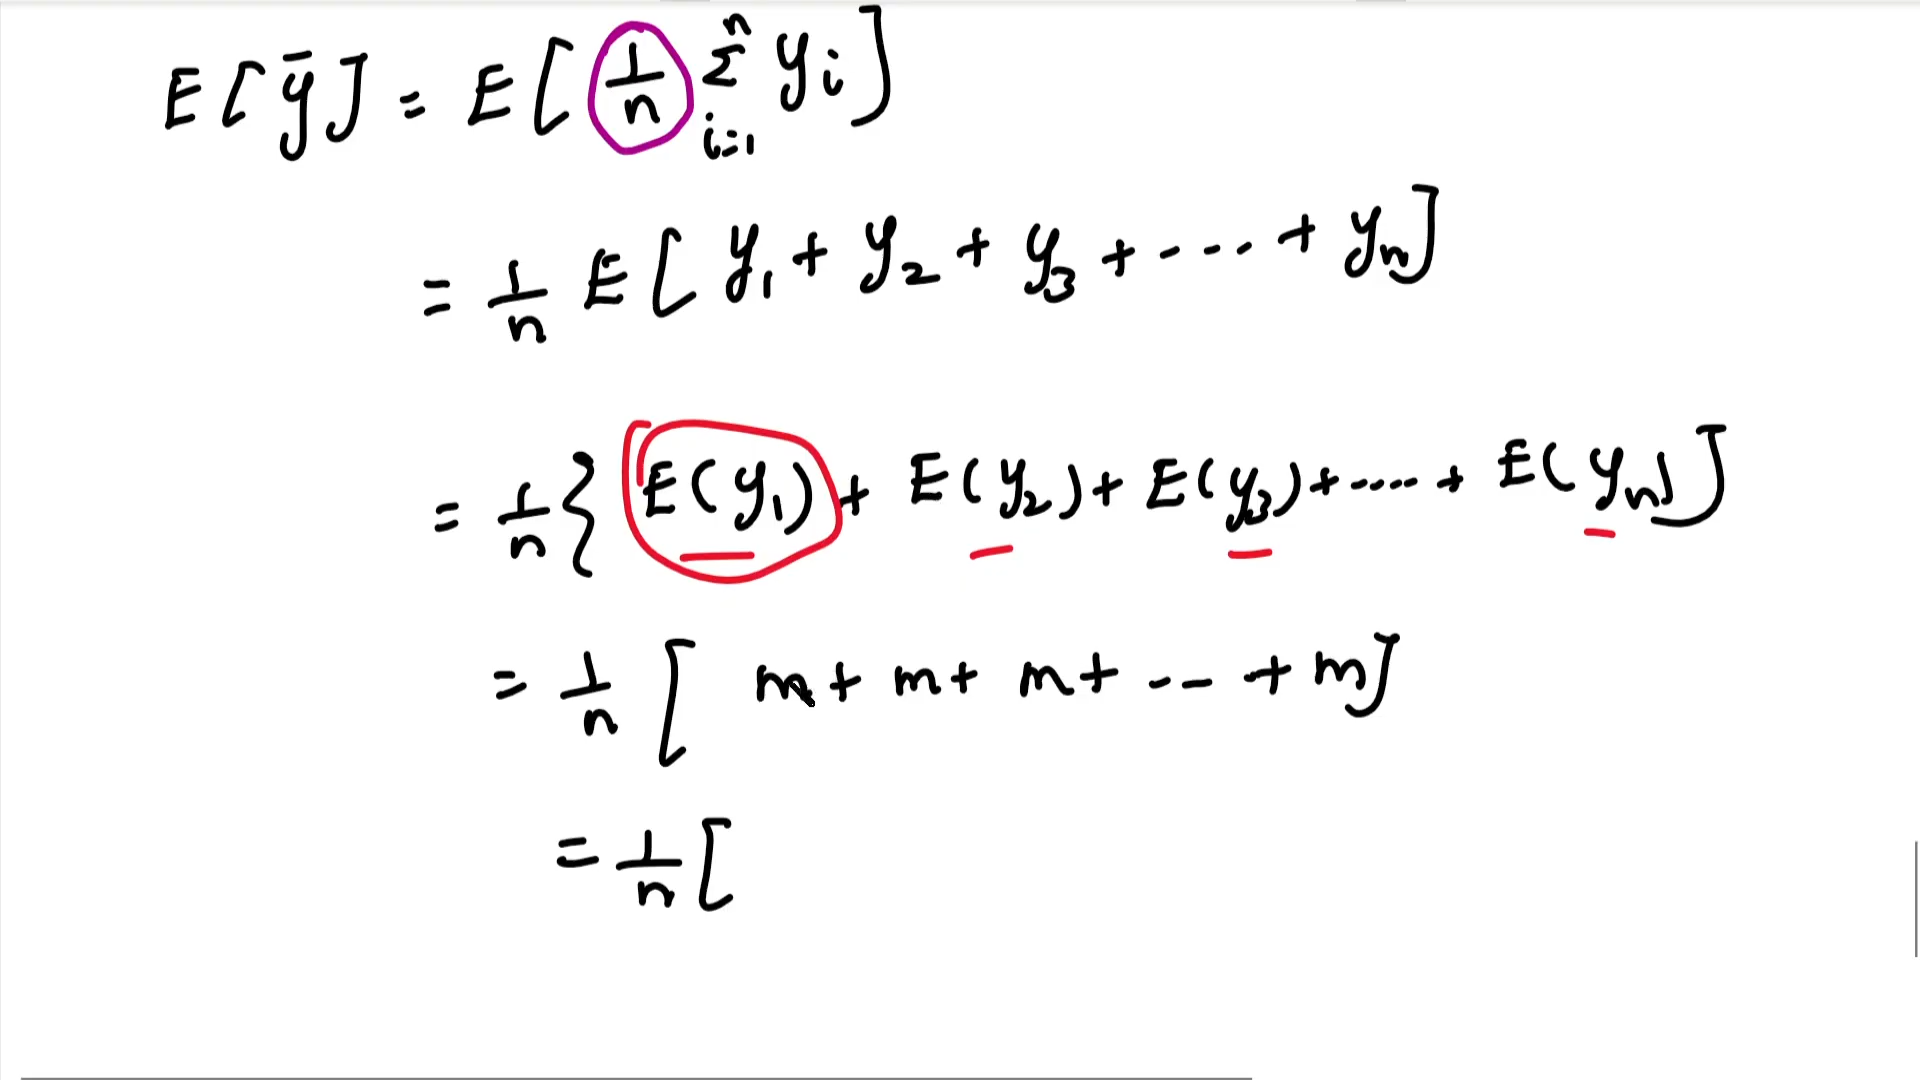 E[ȳ] = E[ 1/n Σ_{i=1}^{n} y_i ]
= 1/n E[ y_1 + y_2 + y_3 + ---- + y_n ]
= 1/n { E(y_1) + E(y_2) + E(y_3) + ..... + E(y_n) ]
= 1/n [ m + m + m + -- + m ]
= 1/n [